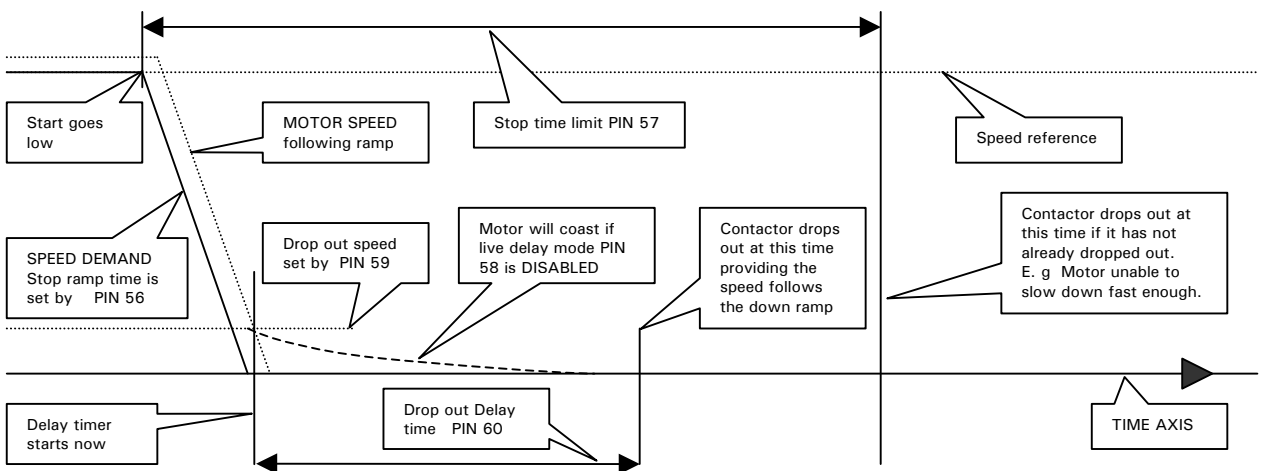 Start goes
low
MOTOR SPEED
following ramp
Stop time limit PIN 57
Speed reference
SPEED DEMAND
Stop ramp time is
set by PIN 56
Drop out speed
set by PIN 59
Motor will coast if
live delay mode PIN
58 is DISABLED
Contactor drops
out at this time
providing the
speed follows
the down ramp
Contactor drops out at
this time if it has not
already dropped out.
E. g Motor unable to
slow down fast enough.
Delay timer
starts now
Drop out Delay
time PIN 60
TIME AXIS